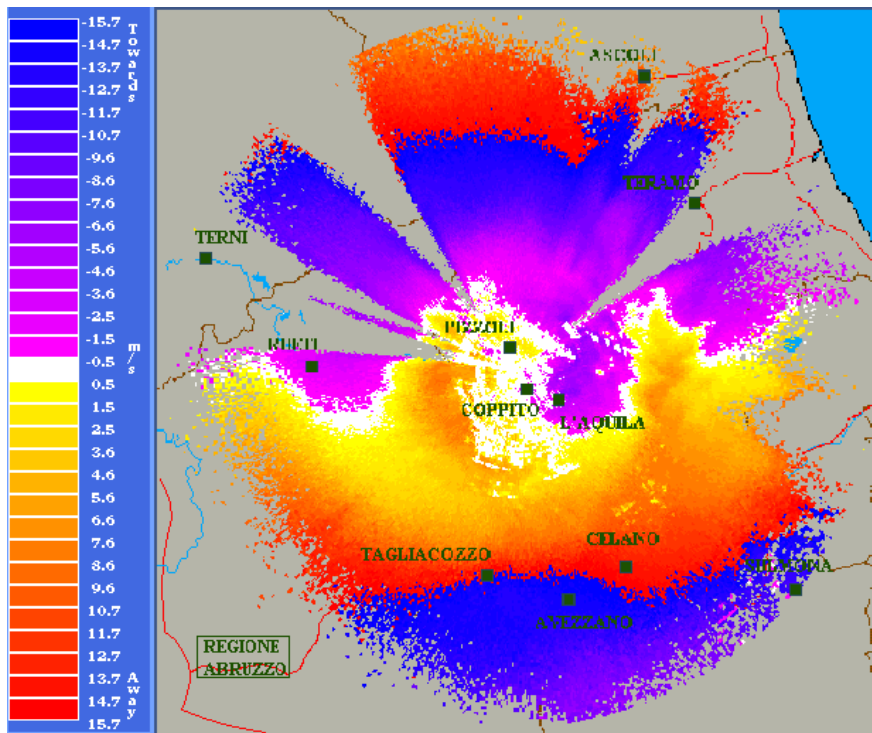 -15.7
-14.7
-13.7
-12.7
-11.7
-10.7
-9.6
-8.6
-7.6
-6.6
-5.6
-4.6
-3.6
-2.5
-1.5
-0.5
0.5
1.5
2.5
3.6
4.6
5.6
6.6
7.6
8.6
9.6
10.7
11.7
12.7
13.7
14.7
15.7
Towards
m/s
Away
ASCOLI
TERAMO
TERNI
PIZZOLI
RIETI
COPPITO
L'AQUILA
CELANO
TAGLIACOZZO
SULMONA
AVEZZANO
REGIONE
ABRUZZO